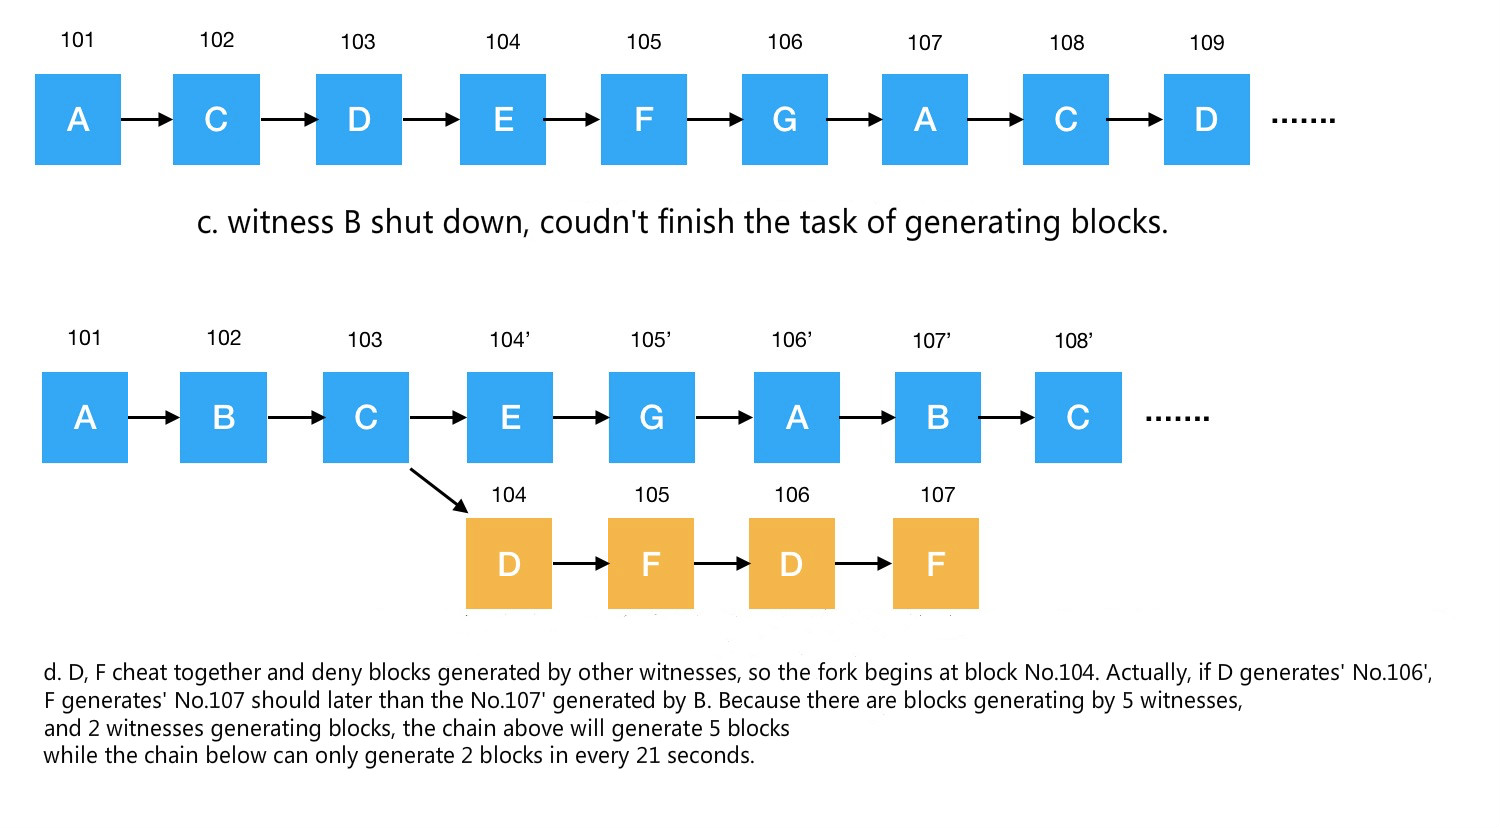 101 102 103 104 105 106 107 108 109
A C D E F G A C D .......
c. witness B shut down, coudn't finish the task of generating blocks.
101 102 103 104’ 105’ 106’ 107’ 108’
A B C E G A B C .......
104 105 106 107
D F D F
d. D, F cheat together and deny blocks generated by other witnesses, so the fork begins at block No.104. Actually, if D generates' No.106',
F generates' No.107 should later than the No.107' generated by B. Because there are blocks generating by 5 witnesses,
and 2 witnesses generating blocks, the chain above will generate 5 blocks
while the chain below can only generate 2 blocks in every 21 seconds.